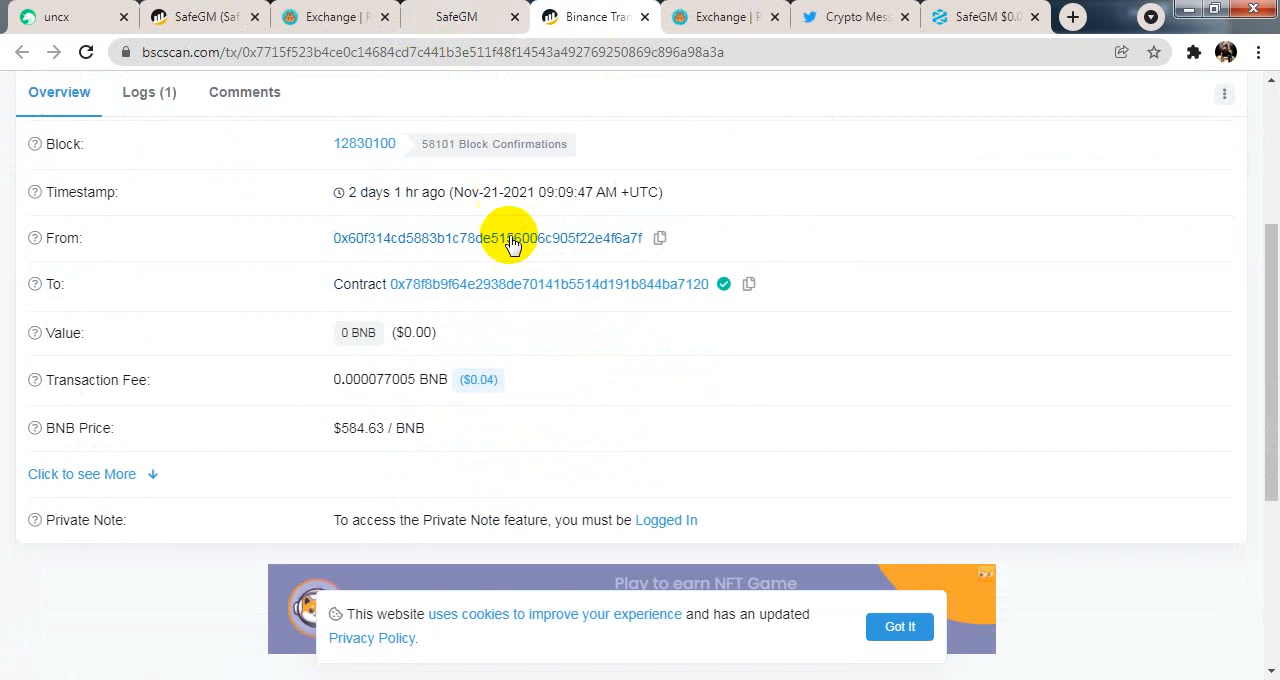 uncx
SafeGM (Saf
Exchange | P
SafeGM
Binance Tran
Exchange | P
Crypto Mess
SafeGM $0.0
bscscan.com/tx/0x7715f523b4ce0c14684cd7c441b3e511f48f14543a492769250869c896a98a3a
Overview
Logs (1)
Comments
Block:
12830100
58101 Block Confirmations
Timestamp:
2 days 1 hr ago (Nov-21-2021 09:09:47 AM +UTC)
From:
0x60f314cd5883b1c78de5156006c905f22e4f6a7f
To:
Contract 0x78f8b9f64e2938de70141b5514d191b844ba7120
Value:
0 BNB ($0.00)
Transaction Fee:
0.000077005 BNB ($0.04)
BNB Price:
$584.63 / BNB
Click to see More
Private Note:
To access the Private Note feature, you must be Logged In
Play to earn NFT Game
This website uses cookies to improve your experience and has an updated
Privacy Policy.
Got It